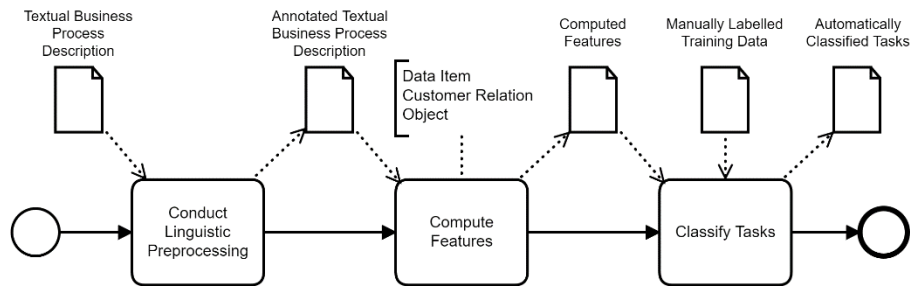 Textual Business
Process
Description
Annotated Textual
Business Process
Description
Data Item
Customer Relation
Object
Computed
Features
Manually Labelled
Training Data
Automatically
Classified Tasks
Conduct
Linguistic
Preprocessing
Compute
Features
Classify Tasks